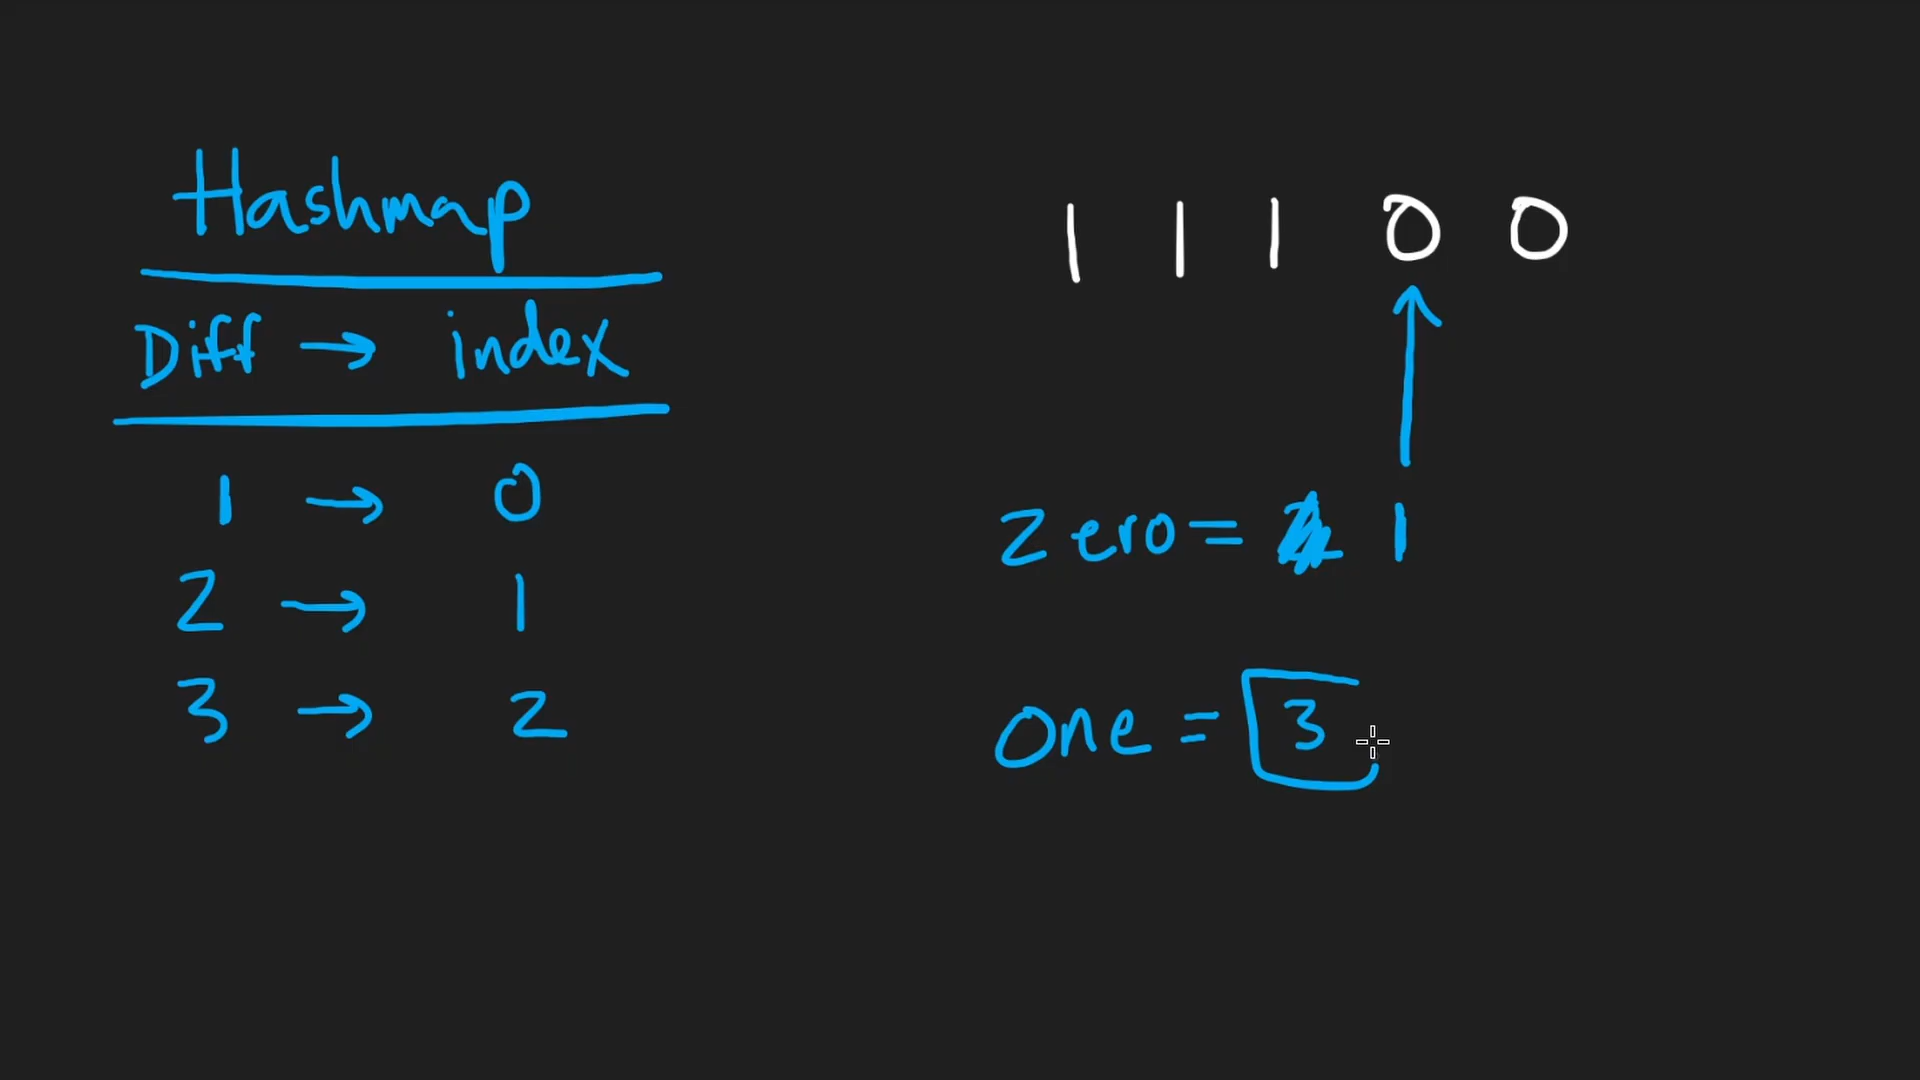 Hashmap
Diff → index
1 → 0
2 → 1
3 → 2
1 1 1 0 0
Zero = 1
One = 3